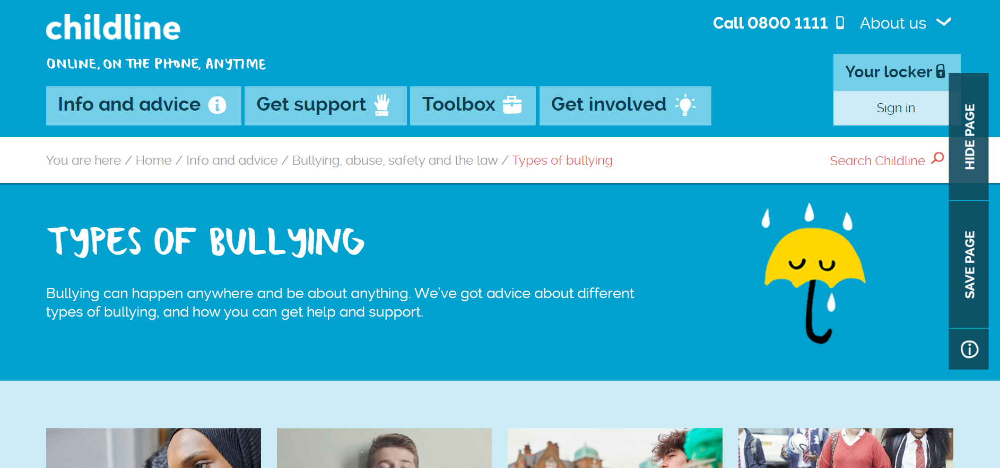 childline
ONLINE, ON THE PHONE, ANYTIME
Call 0800 1111
About us
Your locker
Sign in
Info and advice
Get support
Toolbox
Get involved
You are here / Home / Info and advice / Bullying, abuse, safety and the law / Types of bullying
Search Childline
HIDE PAGE
SAVE PAGE
TYPES OF BULLYING
Bullying can happen anywhere and be about anything. We've got advice about different
types of bullying, and how you can get help and support.